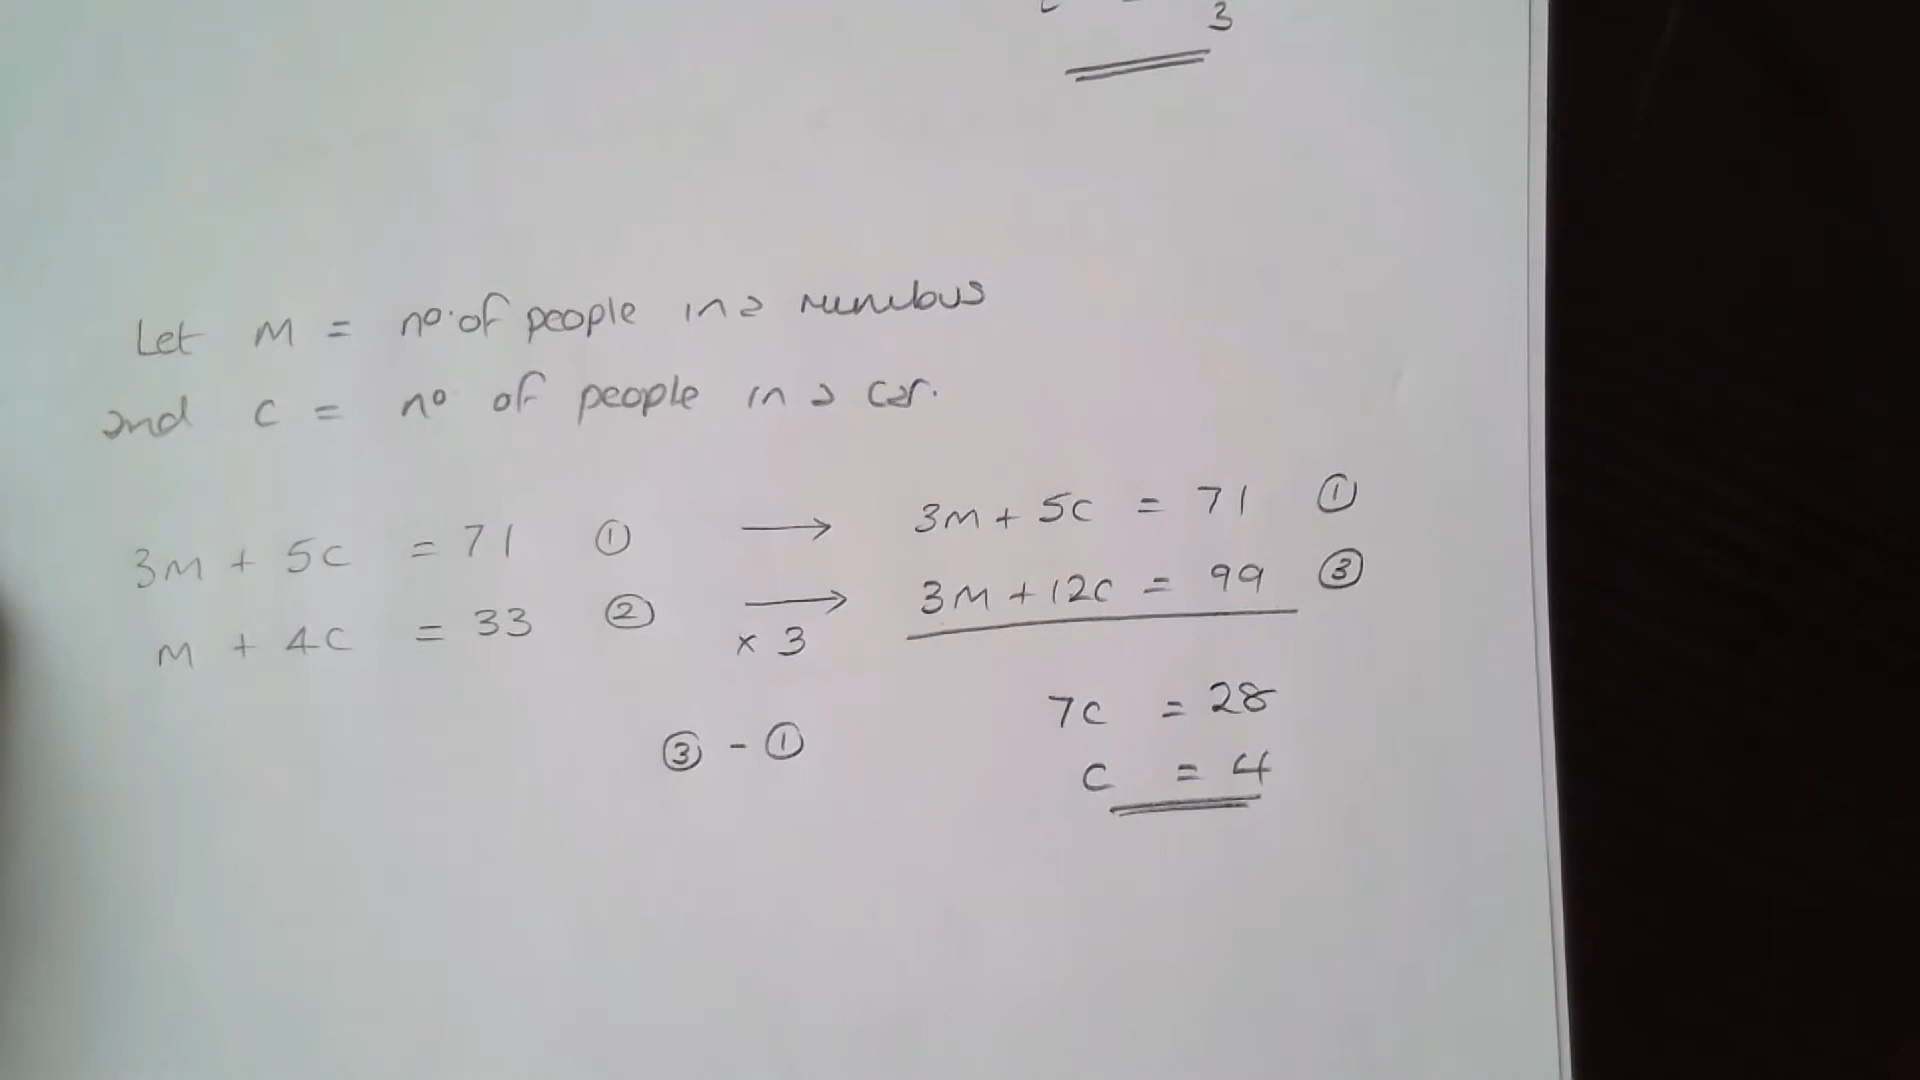 3
Let M = no. of people in a minibus
and C = no of people in a car.
3M + 5C = 71 ① → 3M + 5C = 71 ①
M + 4C = 33 ② → 3M + 12C = 99 ③
× 3
7C = 28
③ - ①
C = 4